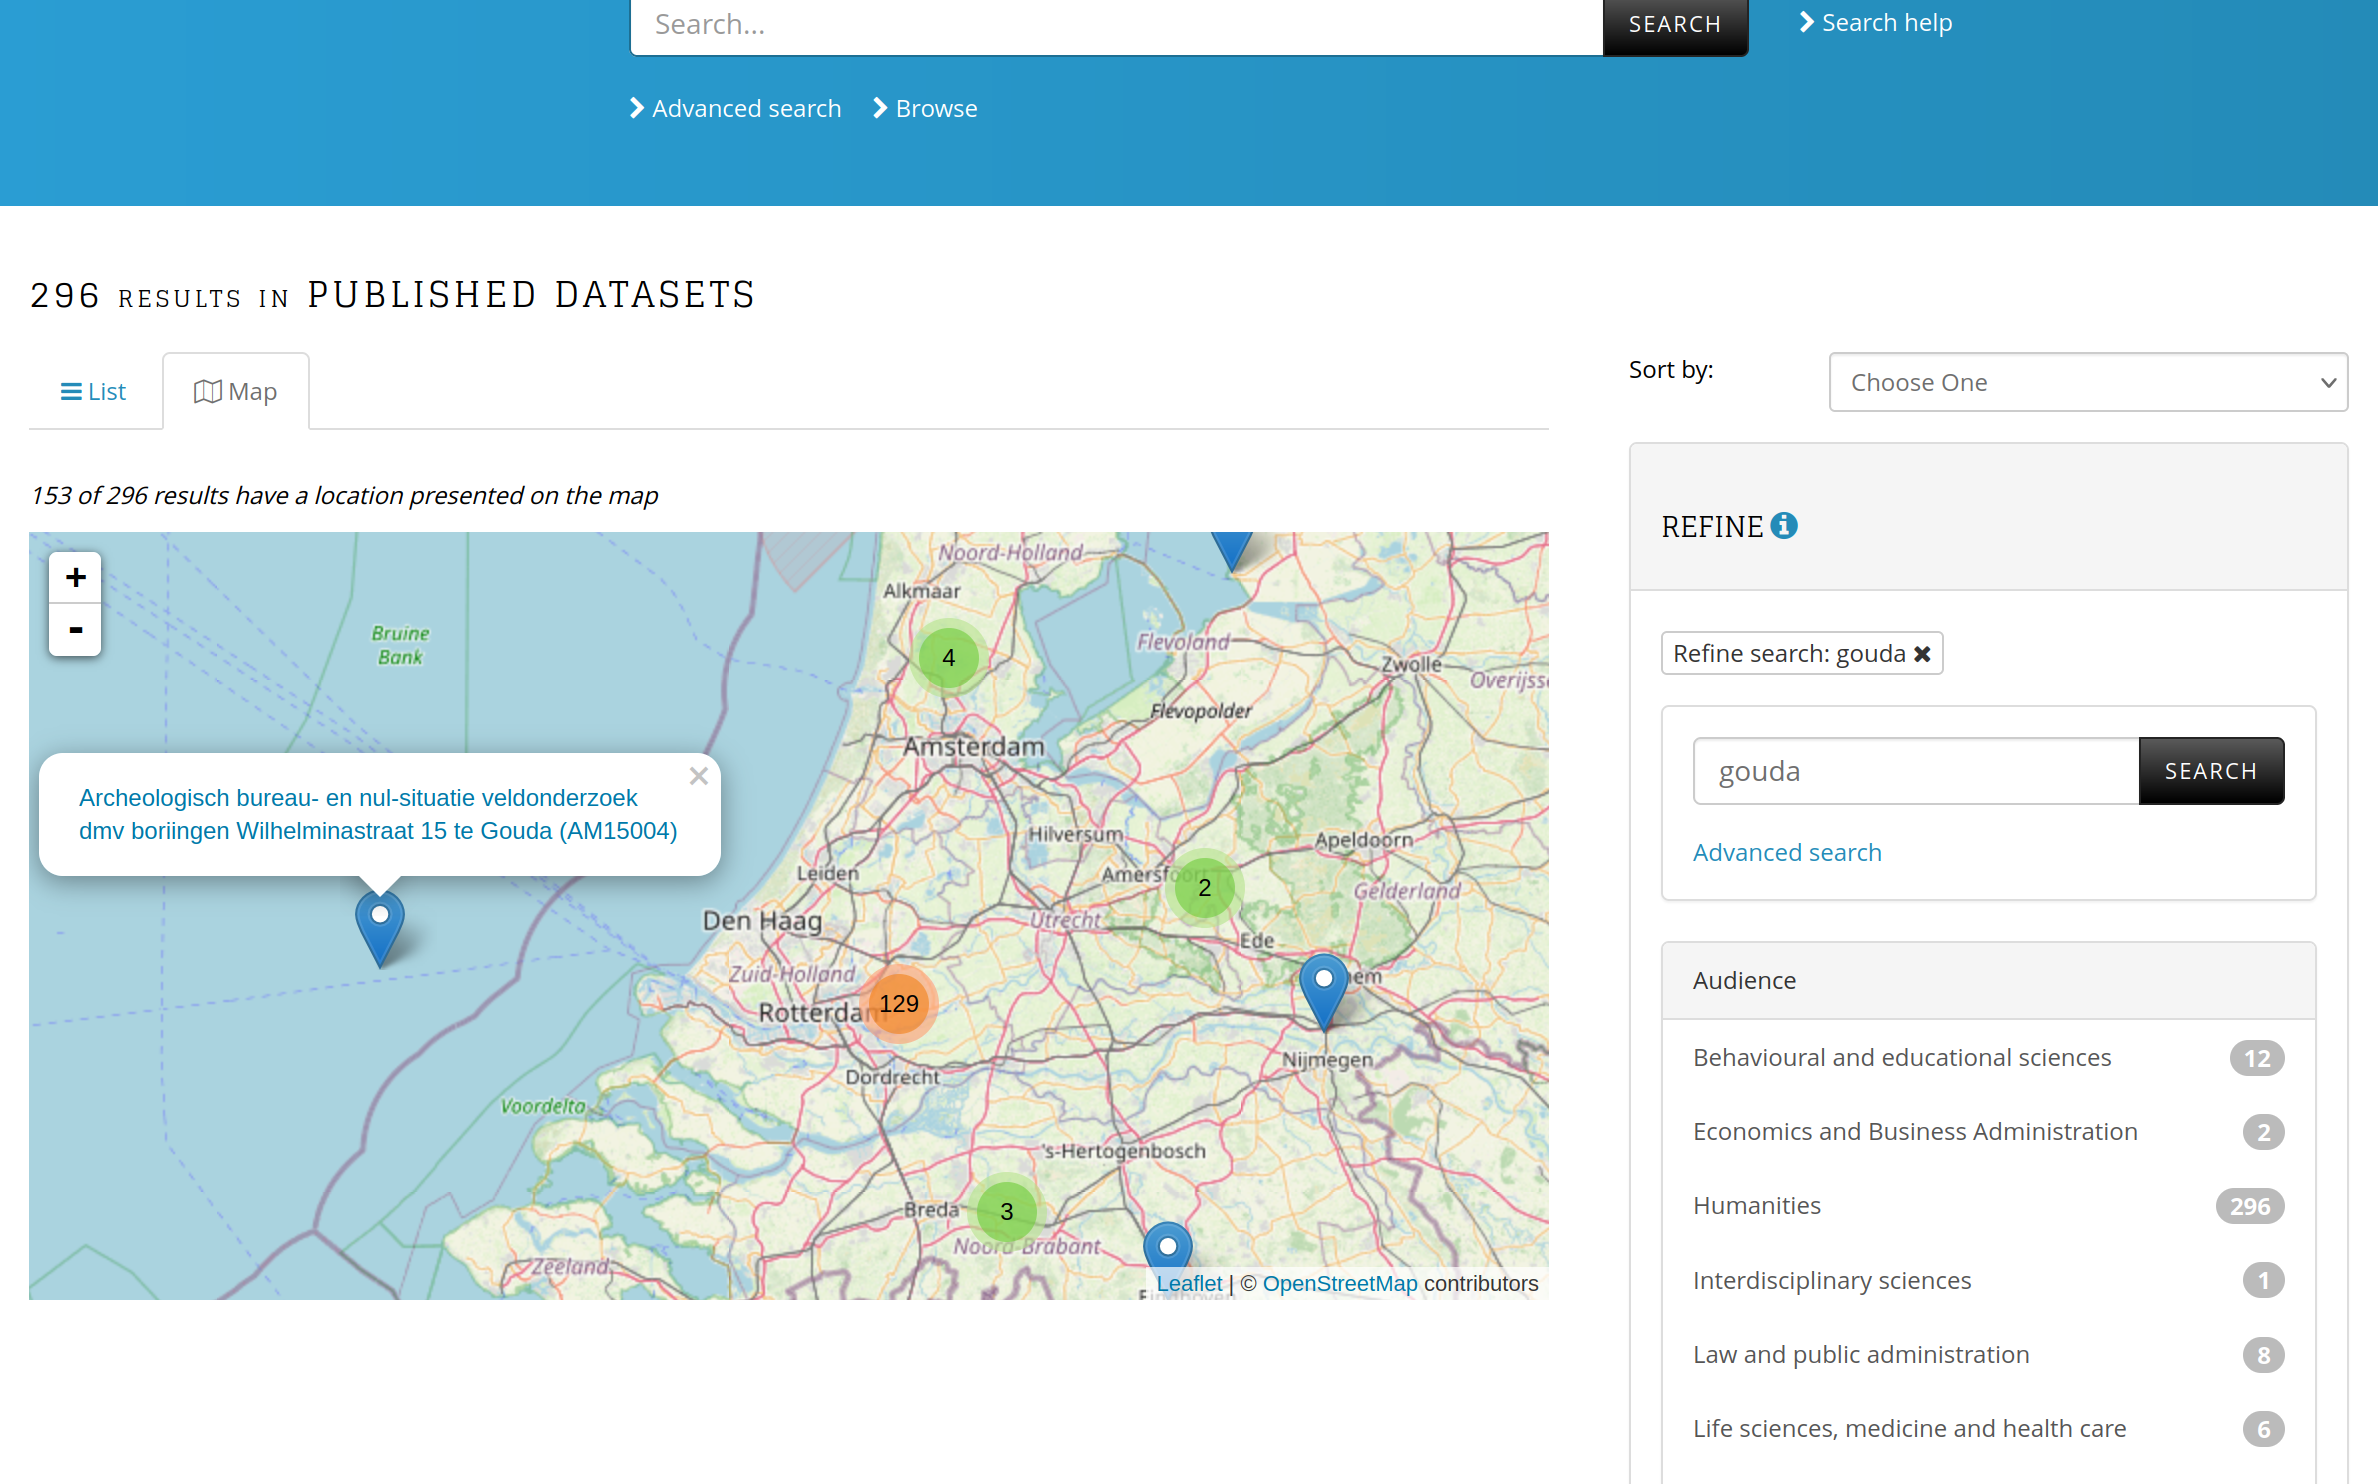 Search...
SEARCH
Search help
Advanced search
Browse
296 RESULTS IN PUBLISHED DATASETS
List
Map
Sort by:
Choose One
153 of 296 results have a location presented on the map
REFINE
Refine search: gouda
gouda
SEARCH
Advanced search
Audience
Behavioural and educational sciences 12
Economics and Business Administration 2
Humanities 296
Interdisciplinary sciences 1
Law and public administration 8
Life sciences, medicine and health care 6
+
-
Bruine
Bank
Noord-Holland
Alkmaar
4
Flevoland
Zwolle
Overijss
Flevopolder
Amsterdam
Archeologisch bureau- en nul-situatie veldonderzoek
dmv boriingen Wilhelminastraat 15 te Gouda (AM15004)
Hilversum
Apeldoorn
Leiden
Amersfoort
2
Gelderland
Den Haag
Utrecht
Ede
Zuid-Holland
129
Rotterdam
nem
Nijmegen
Dordrecht
Voordelta
's-Hertogenbosch
Breda
3
Noord-Brabant
Zeeland
Eindhoven
Leaflet | © OpenStreetMap contributors